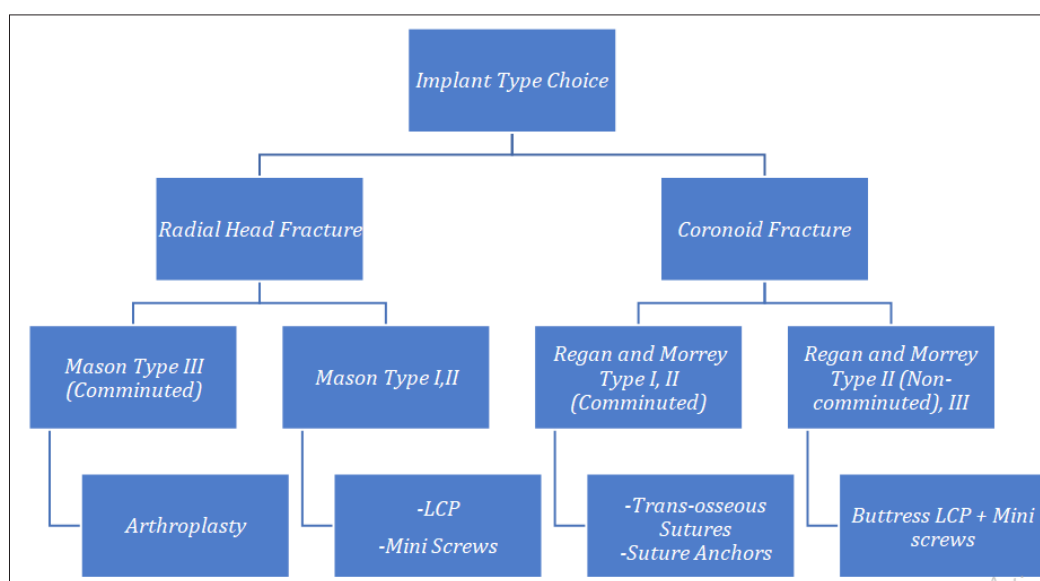 Implant Type Choice
Radial Head Fracture
Coronoid Fracture
Mason Type III
(Comminuted)
Mason Type I,II
Regan and Morrey
Type I, II
(Comminuted)
Regan and Morrey
Type II (Non-
comminuted), III
Arthroplasty
-LCP
-Mini Screws
-Trans-osseous
Sutures
-Suture Anchors
Buttress LCP + Mini
screws